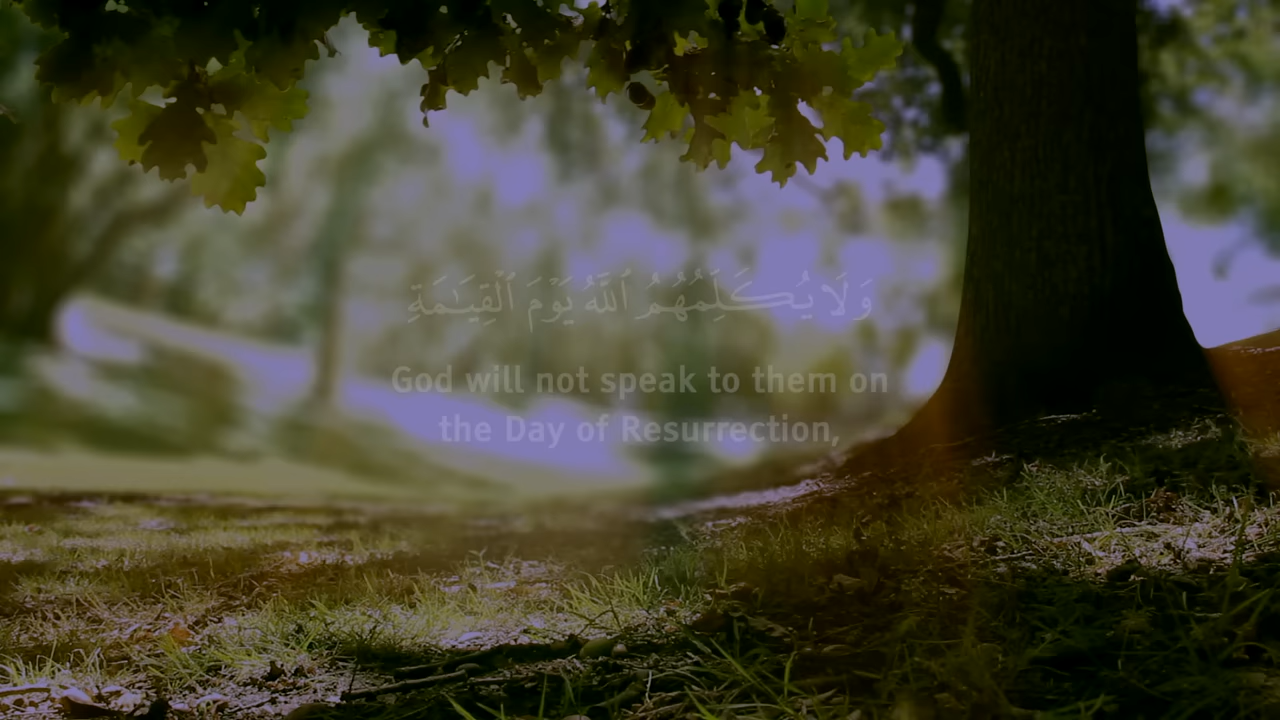 وَلَا يُكَلِّمُهُمُ ٱللَّهُ يَوْمَ ٱلْقِيَـٰمَةِ
God will not speak to them on
the Day of Resurrection,